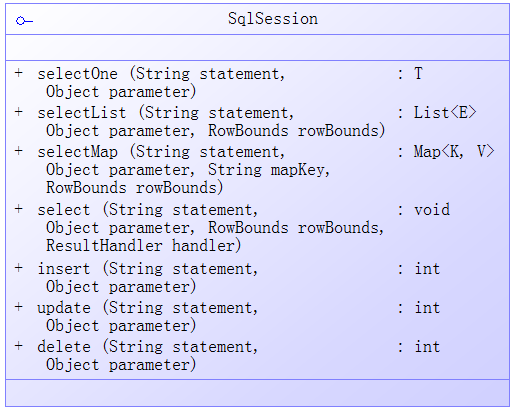 SqlSession
+ selectOne (String statement, : T
Object parameter)
+ selectList (String statement, : List<E>
Object parameter, RowBounds rowBounds)
+ selectMap (String statement, : Map<K, V>
Object parameter, String mapKey,
RowBounds rowBounds)
+ select (String statement, : void
Object parameter, RowBounds rowBounds,
ResultHandler handler)
+ insert (String statement, : int
Object parameter)
+ update (String statement, : int
Object parameter)
+ delete (String statement, : int
Object parameter)